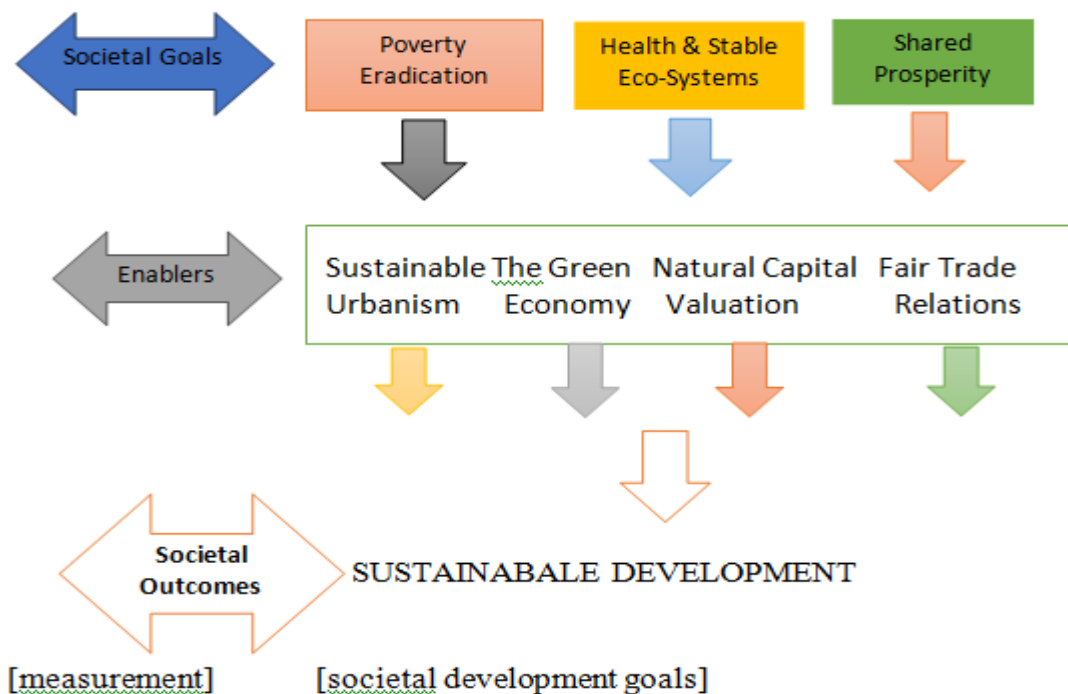 Societal Goals
Poverty
Eradication
Health & Stable
Eco-Systems
Shared
Prosperity
Enablers
Sustainable The Green Natural Capital Fair Trade
Urbanism Economy Valuation Relations
Societal
Outcomes
SUSTAINABALE DEVELOPMENT
[measurement] [societal development goals]